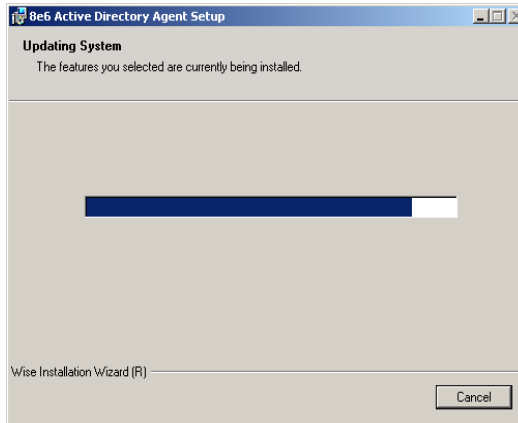 8e6 Active Directory Agent Setup
Updating System
The features you selected are currently being installed.
Wise Installation Wizard (R)
Cancel